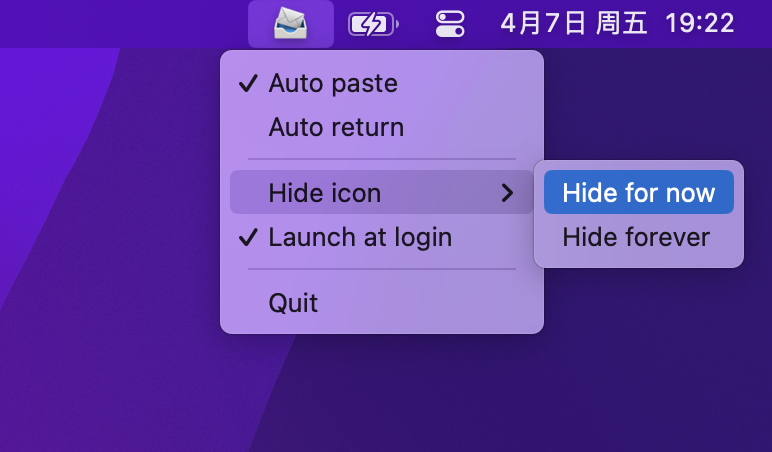 4月7日 周五 19:22
Auto paste
Auto return
Hide icon
Hide for now
Launch at login
Hide forever
Quit